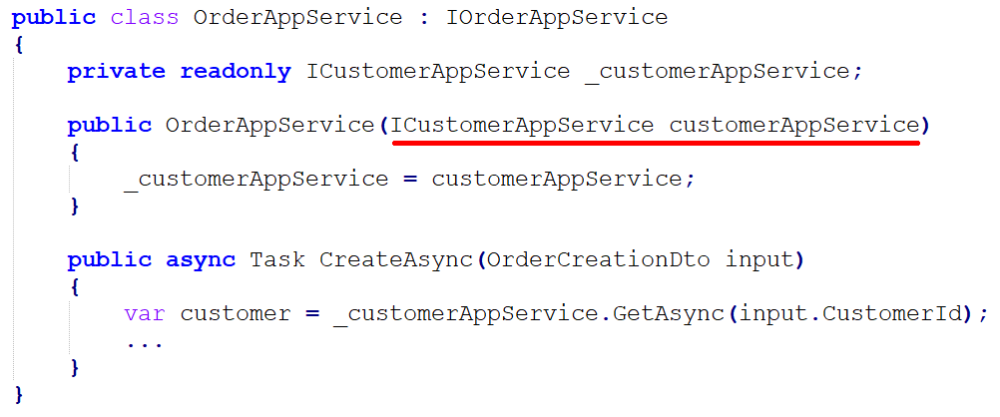 public class OrderAppService : IOrderAppService
{
    private readonly ICustomerAppService _customerAppService;
    public OrderAppService(ICustomerAppService customerAppService)
    {
        _customerAppService = customerAppService;
    }
    public async Task CreateAsync(OrderCreationDto input)
    {
        var customer = _customerAppService.GetAsync(input.CustomerId);
        ...
    }
}